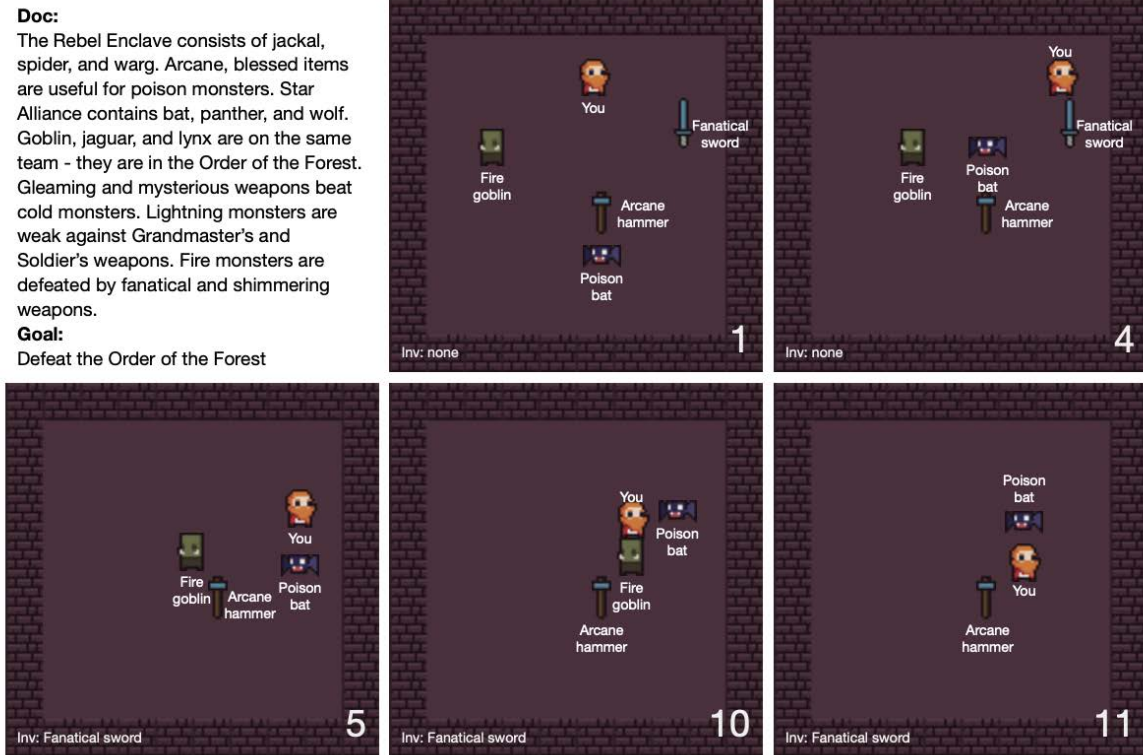 Doc:
The Rebel Enclave consists of jackal,
spider, and warg. Arcane, blessed items
are useful for poison monsters. Star
Alliance contains bat, panther, and wolf.
Goblin, jaguar, and lynx are on the same
team - they are in the Order of the Forest.
Gleaming and mysterious weapons beat
cold monsters. Lightning monsters are
weak against Grandmaster's and
Soldier's weapons. Fire monsters are
defeated by fanatical and shimmering
weapons.
Goal:
Defeat the Order of the Forest
You
Fanatical
sword
Fire
goblin
Arcane
hammer
Poison
bat
Inv: none
1
You
Fanatical
sword
Fire
goblin
Poison
bat
Arcane
hammer
Inv: none
4
You
Fire
goblin
Arcane
hammer
Poison
bat
Inv: Fanatical sword
5
You
Poison
bat
Fire
goblin
Arcane
hammer
Inv: Fanatical sword
10
Poison
bat
You
Arcane
hammer
Inv: Fanatical sword
11